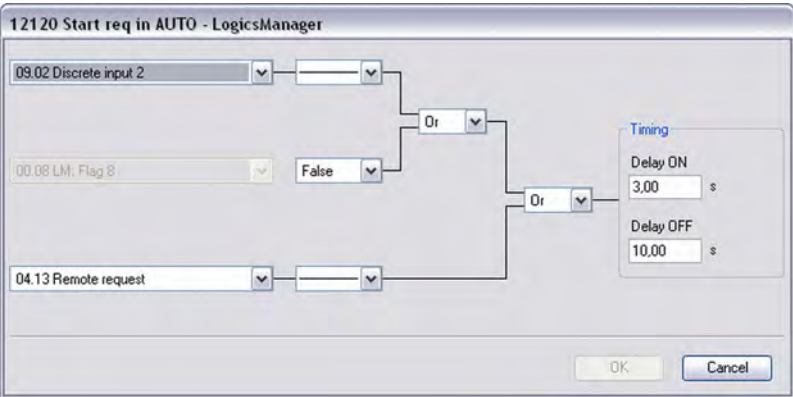 12120 Start req in AUTO - LogicsManager
09.02 Discrete input 2
Or
Timing
Delay ON
00.08 LM: Flag 8
False
3,00 s
Or
Delay OFF
10,00 s
04.13 Remote request
OK
Cancel